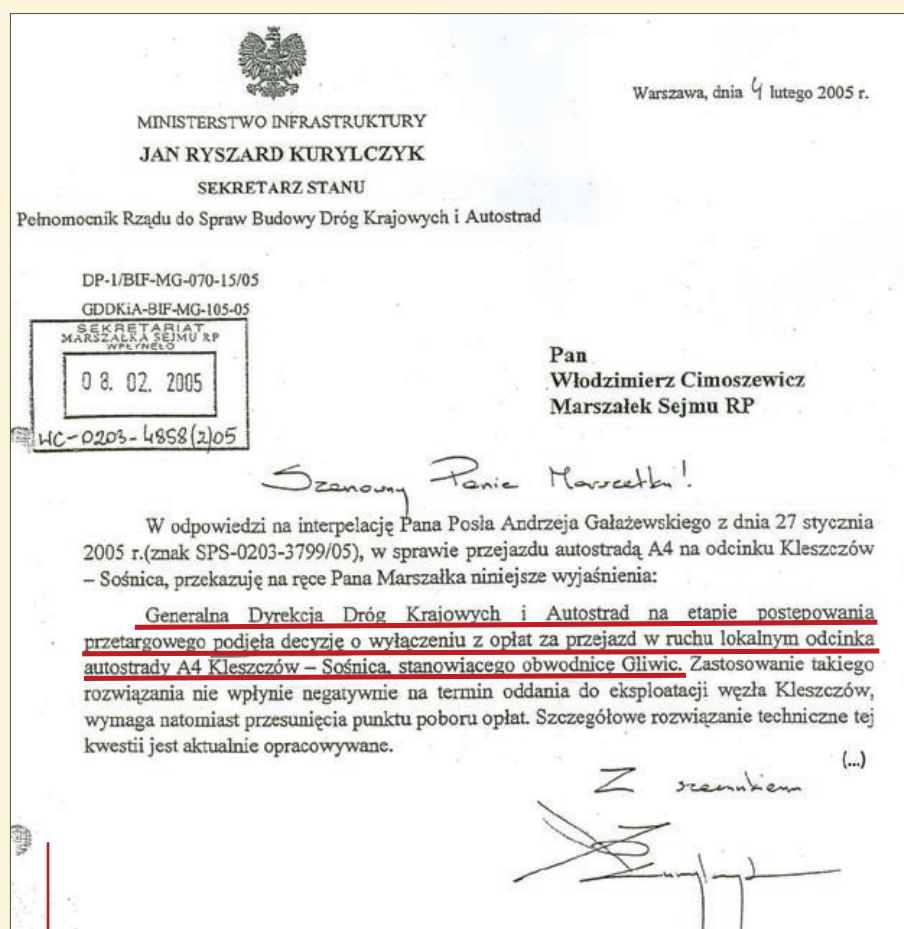 Warszawa, dnia 4 lutego 2005 r.
MINISTERSTWO INFRASTRUKTURY
JAN RYSZARD KURYLCZYK
SEKRETARZ STANU
Pełnomocnik Rządu do Spraw Budowy Dróg Krajowych i Autostrad
DP-1/BIF-MG-070-15/05
GDDKiA-BIF-MG-105-05
SEKRETARIAT
MARSZAŁKA SEJMU RP
WPŁYNĘŁO
08. 02. 2005
WC-0203-4858(2)05
Pan
Włodzimierz Cimoszewicz
Marszałek Sejmu RP
Szanowny Panie Marszałku!
W odpowiedzi na interpelację Pana Posła Andrzeja Gałażewskiego z dnia 27 stycznia
2005 r.(znak SPS-0203-3799/05), w sprawie przejazdu autostradą A4 na odcinku Kleszczów
– Sośnica, przekazuję na ręce Pana Marszałka niniejsze wyjaśnienia:
Generalna Dyrekcja Dróg Krajowych i Autostrad na etapie postepowania
przetargowego podjęła decyzję o wyłączeniu z opłat za przejazd w ruchu lokalnym odcinka
autostrady A4 Kleszczów – Sośnica, stanowiącego obwodnicę Gliwic. Zastosowanie takiego
rozwiązania nie wpłynie negatywnie na termin oddania do eksploatacji węzła Kleszczów,
wymaga natomiast przesunięcia punktu poboru opłat. Szczegółowe rozwiązanie techniczne tej
kwestii jest aktualnie opracowywane.
(...)
Z szacunkiem